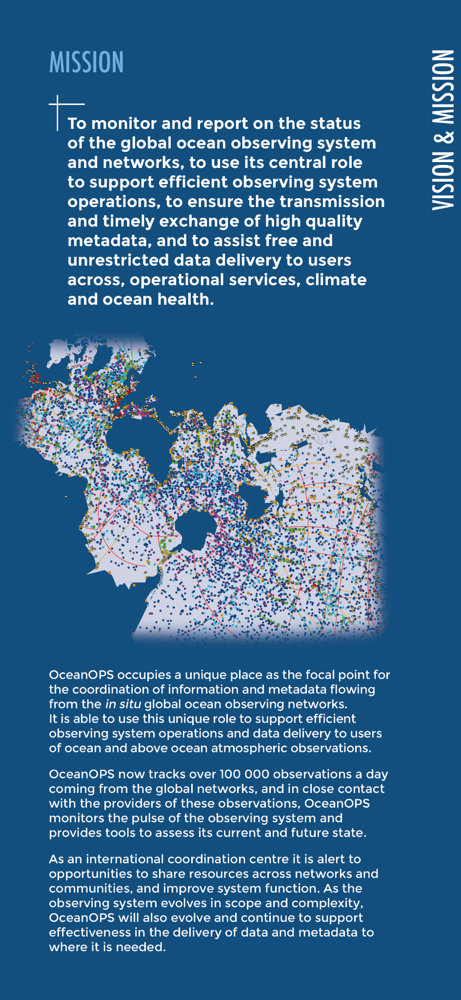 MISSION
VISION & MISSION
To monitor and report on the status
of the global ocean observing system
and networks, to use its central role
to support efficient observing system
operations, to ensure the transmission
and timely exchange of high quality
metadata, and to assist free and
unrestricted data delivery to users
across, operational services, climate
and ocean health.
OceanOPS occupies a unique place as the focal point for
the coordination of information and metadata flowing
from the in situ global ocean observing networks.
It is able to use this unique role to support efficient
observing system operations and data delivery to users
of ocean and above ocean atmospheric observations.
OceanOPS now tracks over 100 000 observations a day
coming from the global networks, and in close contact
with the providers of these observations, OceanOPS
monitors the pulse of the observing system and
provides tools to assess its current and future state.
As an international coordination centre it is alert to
opportunities to share resources across networks and
communities, and improve system function. As the
observing system evolves in scope and complexity,
OceanOPS will also evolve and continue to support
effectiveness in the delivery of data and metadata to
where it is needed.